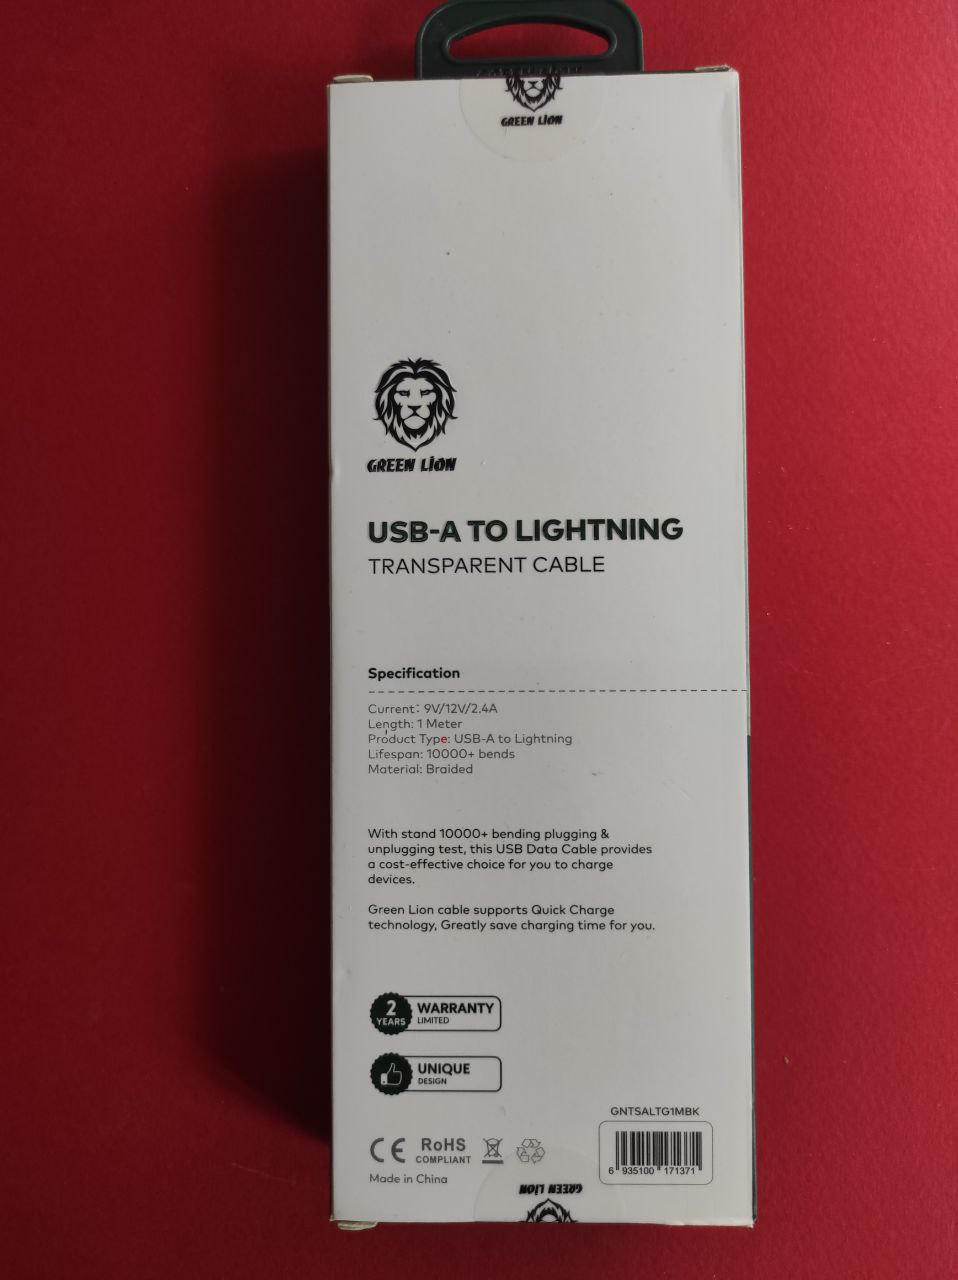 GREEN LION
GREEN LION
USB-A TO LIGHTNING
TRANSPARENT CABLE
Specification
Current: 9V/12V/2.4A
Length: 1 Meter
Product Type: USB-A to Lightning
Lifespan: 10000+ bends
Material: Braided
With stand 10000+ bending plugging &
unplugging test, this USB Data Cable provides
a cost-effective choice for you to charge
devices.
Green Lion cable supports Quick Charge
technology, Greatly save charging time for you.
2 YEARS
WARRANTY
LIMITED
UNIQUE
DESIGN
GNTSALTG1MBK
CE RoHS
COMPLIANT
6 935100 171371
Made in China
GREEN LION